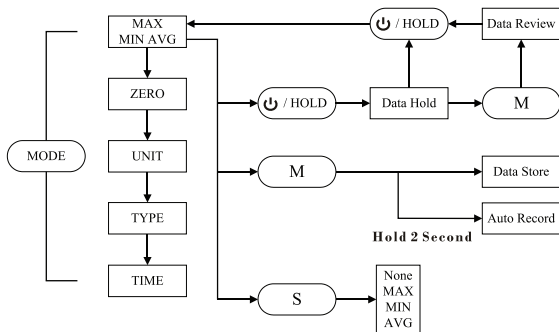 MAX
MIN AVG
⏻ / HOLD
Data Review
ZERO
⏻ / HOLD
Data Hold
M
MODE
UNIT
M
Data Store
TYPE
Auto Record
Hold 2 Second
TIME
S
None
MAX
MIN
AVG